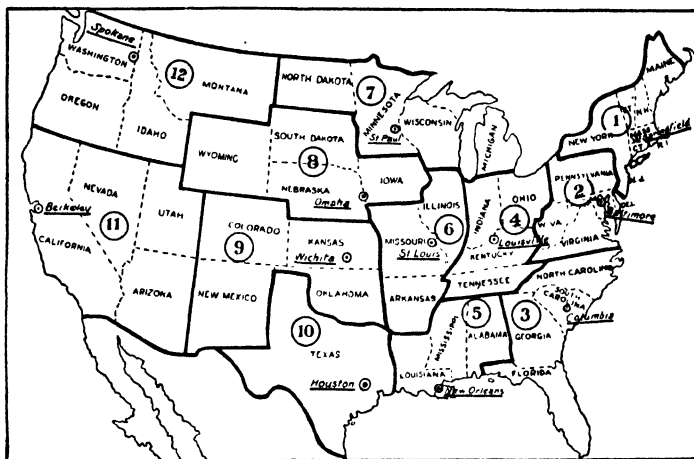 Spokane
WASHINGTON
12
MONTANA
OREGON
IDAHO
NORTH DAKOTA
7
MINNESOTA
St Paul
WISCONSIN
MICHIGAN
MAINE
1
NEW YORK
R I
WYOMING
SOUTH DAKOTA
8
NEBRASKA
Omaha
IOWA
PENNSYLVANIA
2
N J
DEL
Baltimore
W. VA
VIRGINIA
NEVADA
Berkeley
11
UTAH
CALIFORNIA
ARIZONA
COLORADO
9
KANSAS
Wichita
NEW MEXICO
OKLAHOMA
ILLINOIS
6
MISSOURI
St Louis
ARKANSAS
INDIANA
OHIO
4
Louisville
KENTUCKY
TENNESSEE
NORTH CAROLINA
SOUTH CAROLINA
Columbia
10
TEXAS
Houston
MISSISSIPPI
5
ALABAMA
3
GEORGIA
LOUISIANA
New Orleans
FLORIDA